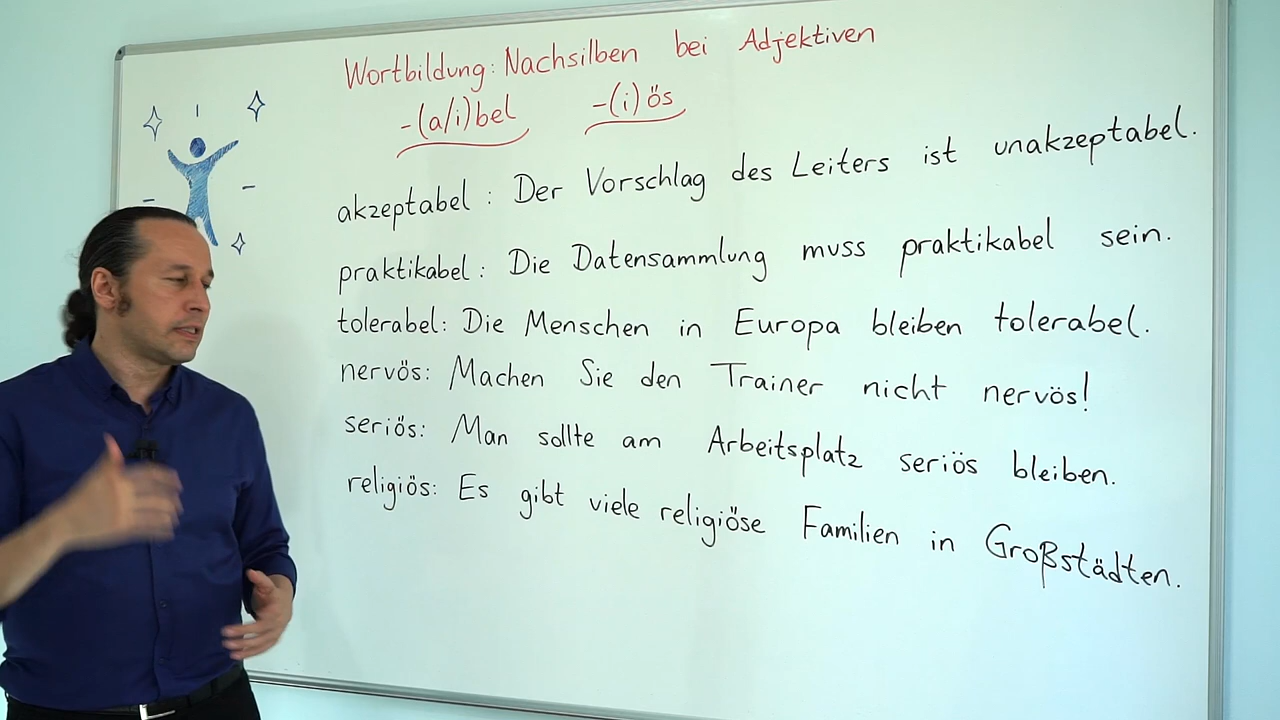 Wortbildung: Nachsilben bei Adjektiven
-(a/i)bel -(i)ös
akzeptabel: Der Vorschlag des Leiters ist unakzeptabel.
praktikabel: Die Datensammlung muss praktikabel sein.
tolerabel: Die Menschen in Europa bleiben tolerabel.
nervös: Machen Sie den Trainer nicht nervös!
seriös: Man sollte am Arbeitsplatz seriös bleiben.
religiös: Es gibt viele religiöse Familien in Großstädten.